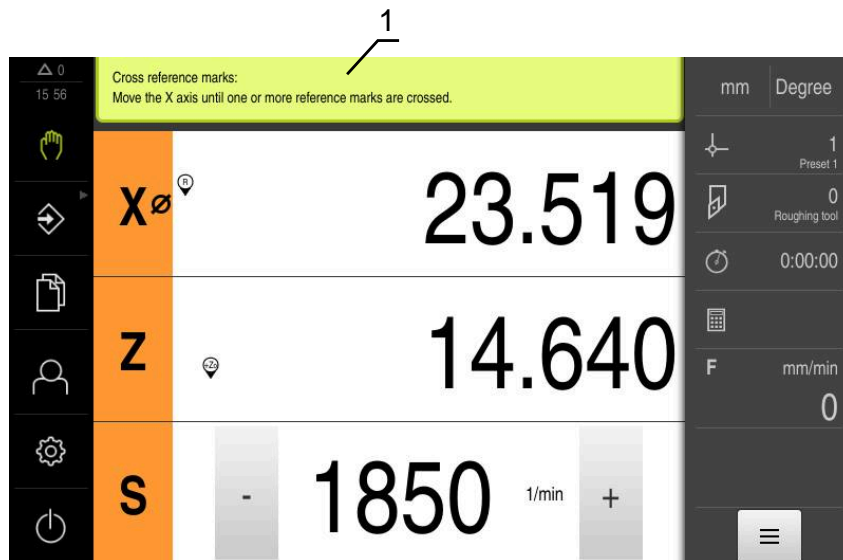 1
0
15 56
Cross reference marks:
Move the X axis until one or more reference marks are crossed.
mm Degree
X Ø R 23.519
1
Preset 1
0
Roughing tool
0:00:00
Z +Z₀ 14.640
F mm/min
0
S - 1850 1/min +